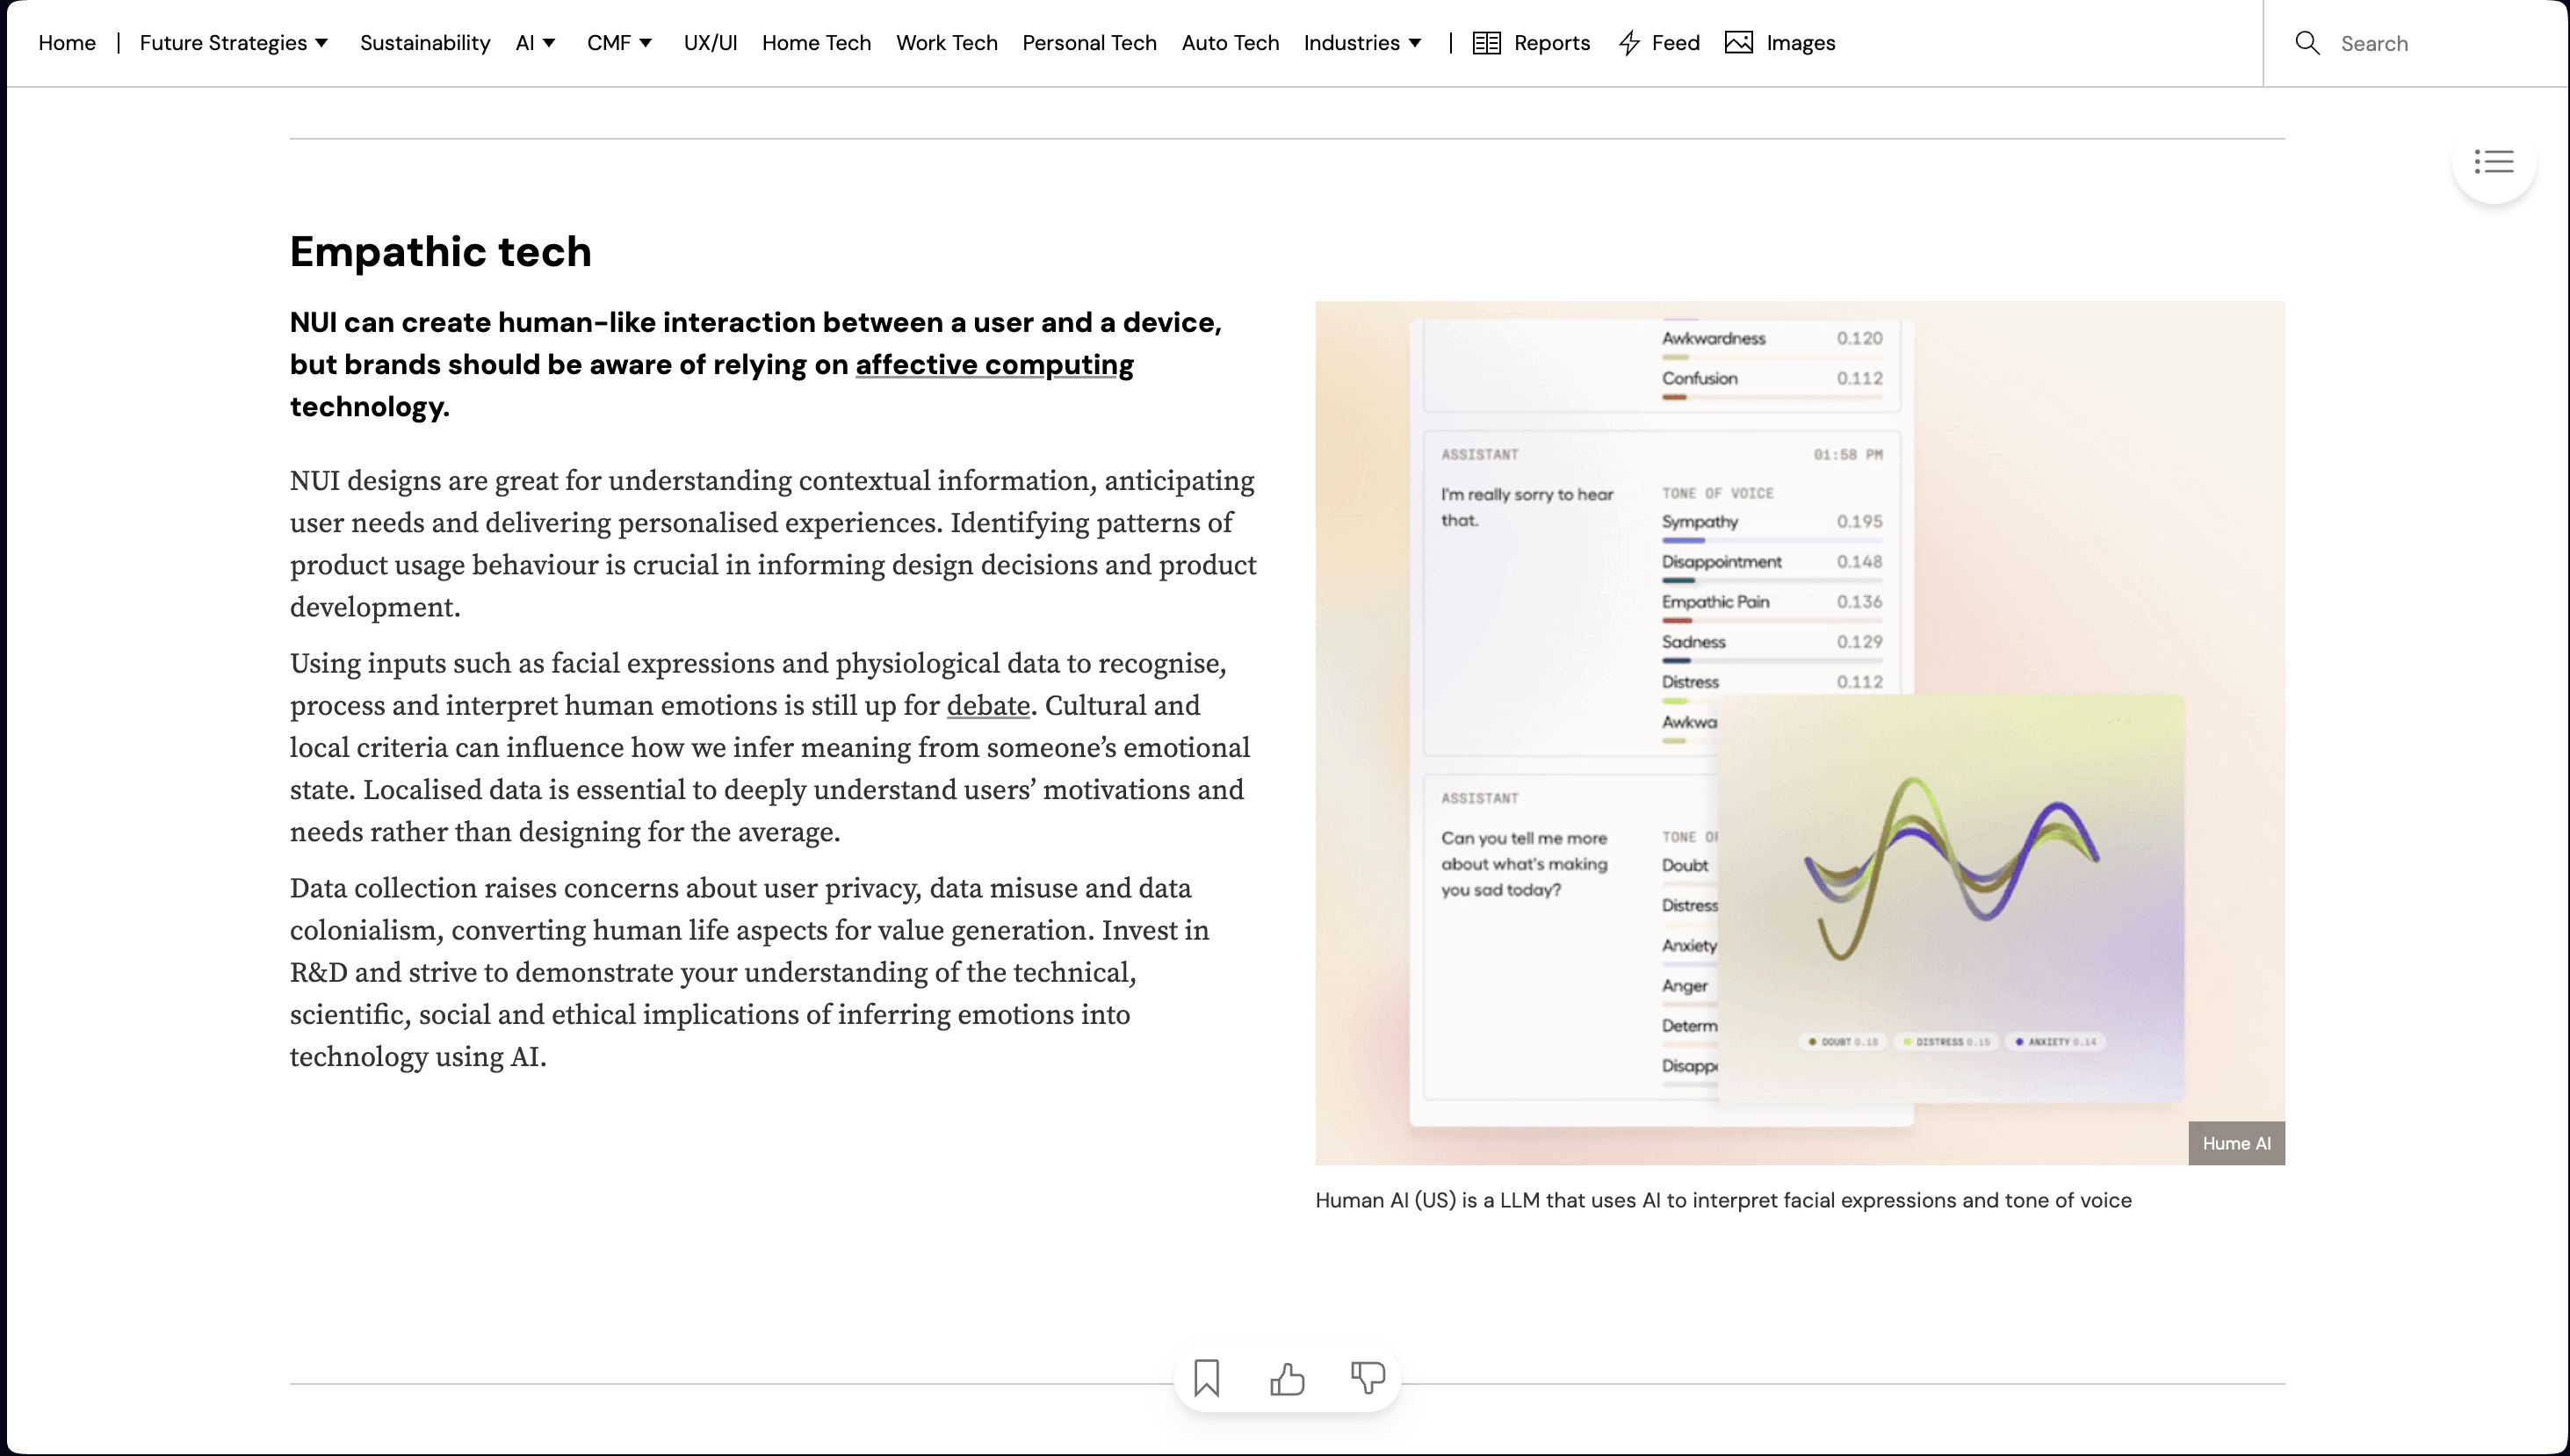 Home | Future Strategies ▼ Sustainability AI ▼ CMF ▼ UX/UI Home Tech Work Tech Personal Tech Auto Tech Industries ▼ | Reports Feed Images Search
Empathic tech
NUI can create human-like interaction between a user and a device,
but brands should be aware of relying on affective computing
technology.
NUI designs are great for understanding contextual information, anticipating
user needs and delivering personalised experiences. Identifying patterns of
product usage behaviour is crucial in informing design decisions and product
development.
Using inputs such as facial expressions and physiological data to recognise,
process and interpret human emotions is still up for debate. Cultural and
local criteria can influence how we infer meaning from someone’s emotional
state. Localised data is essential to deeply understand users’ motivations and
needs rather than designing for the average.
Data collection raises concerns about user privacy, data misuse and data
colonialism, converting human life aspects for value generation. Invest in
R&D and strive to demonstrate your understanding of the technical,
scientific, social and ethical implications of inferring emotions into
technology using AI.
Awkwardness 0.120
Confusion 0.112
ASSISTANT 01:58 PM
I'm really sorry to hear
that.
TONE OF VOICE
Sympathy 0.195
Disappointment 0.148
Empathic Pain 0.136
Sadness 0.129
Distress 0.112
Awkwa
ASSISTANT
Can you tell me more
about what's making
you sad today?
TONE OF
Doubt
Distress
Anxiety
Anger
Determ
Disapp
DOUBT 0.18 DISTRESS 0.15 ANXIETY 0.14
Hume AI
Human AI (US) is a LLM that uses AI to interpret facial expressions and tone of voice